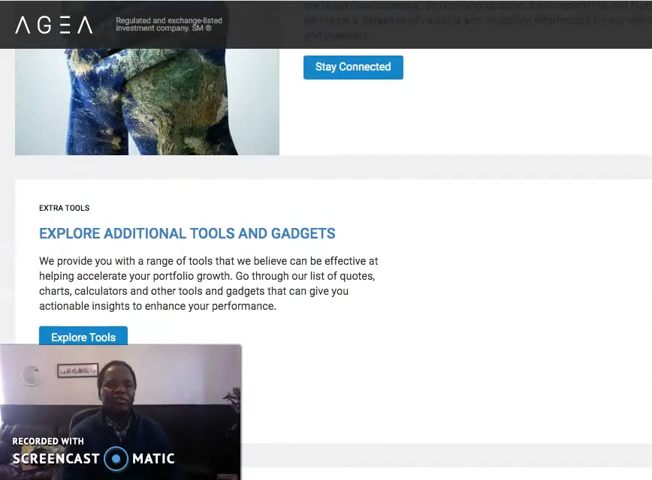 AGEA
Regulated and exchange-listed
investment company. SM ®
and investors.
Stay Connected
EXTRA TOOLS
EXPLORE ADDITIONAL TOOLS AND GADGETS
We provide you with a range of tools that we believe can be effective at
helping accelerate your portfolio growth. Go through our list of quotes,
charts, calculators and other tools and gadgets that can give you
actionable insights to enhance your performance.
Explore Tools
RECORDED WITH
SCREENCAST MATIC